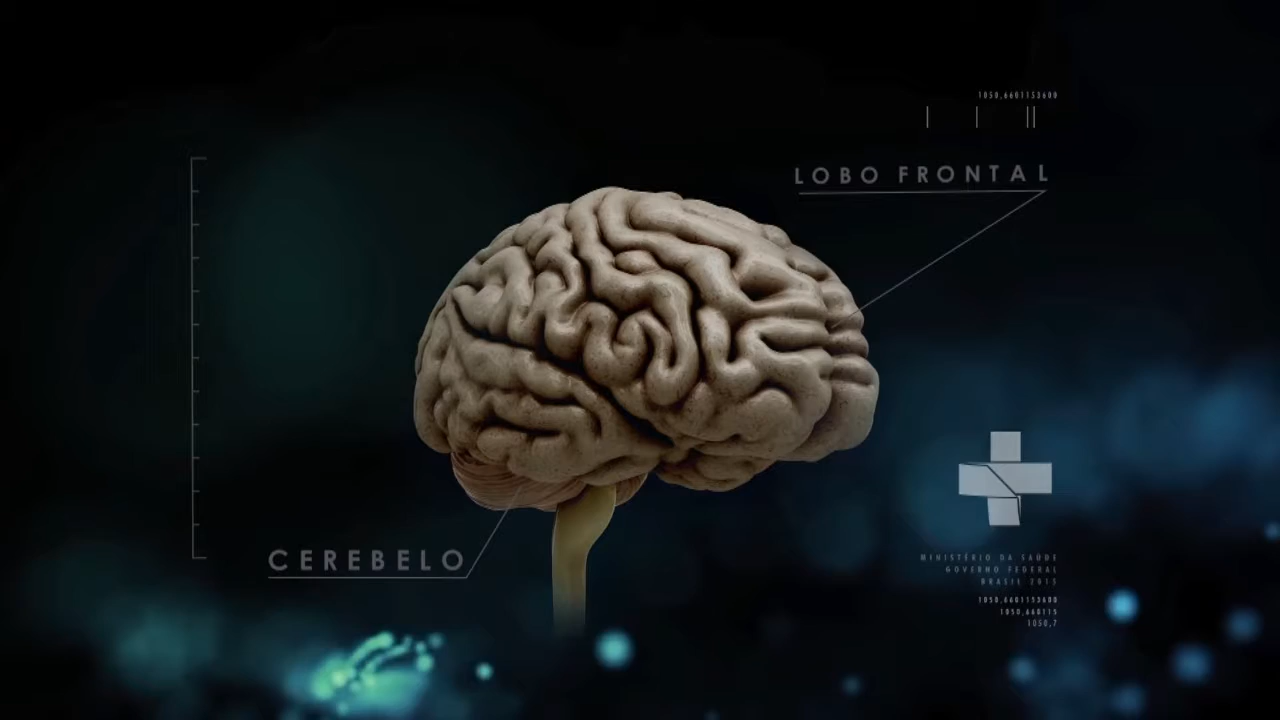 1050,6601153600
LOBO FRONTAL
CEREBELO
MINISTÉRIO DA SAÚDE
GOVERNO FEDERAL
BRASIL 2015
1050,6601153600
1050,660115
1050,7